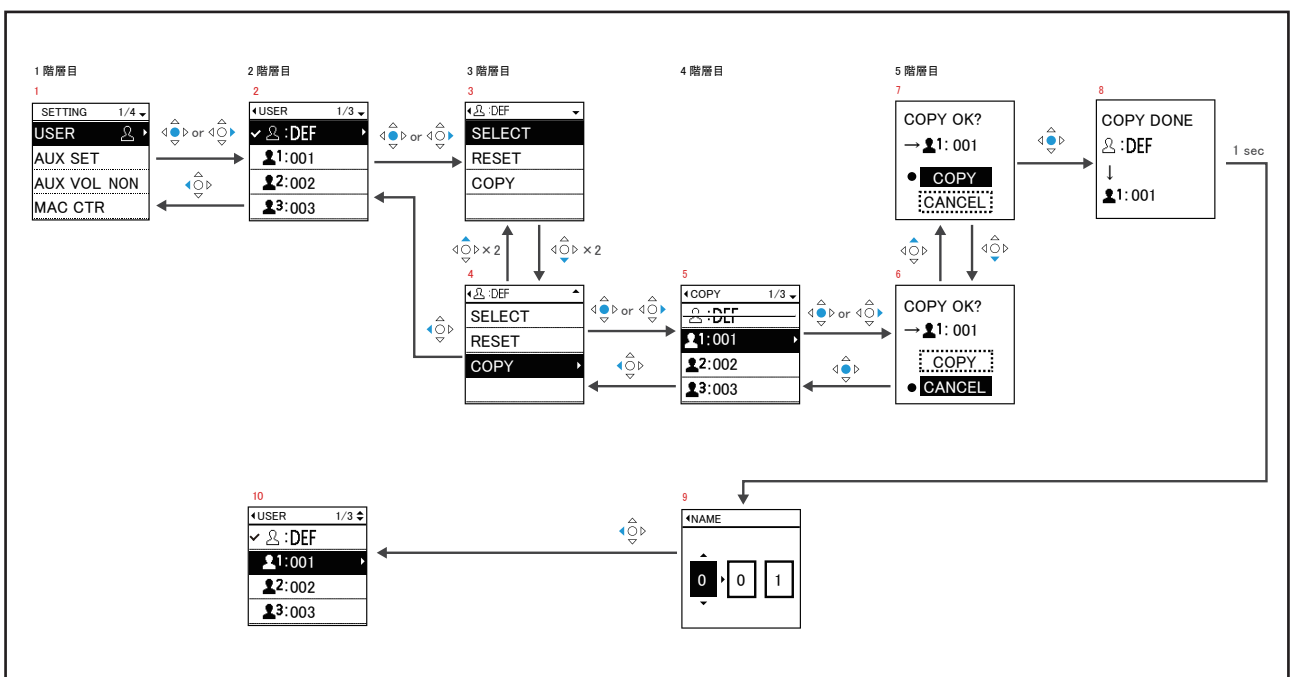 1 階層目
2 階層目
3 階層目
4 階層目
5 階層目
1
SETTING 1/4
USER
AUX SET
AUX VOL NON
MAC CTR
or
2
USER 1/3
:DEF
1:001
2:002
3:003
or
3
:DEF
SELECT
RESET
COPY
×2
×2
4
:DEF
SELECT
RESET
COPY
or
5
COPY 1/3
:DEF
1:001
2:002
3:003
or
6
COPY OK?
→1:001
COPY
CANCEL
7
COPY OK?
→1:001
COPY
CANCEL
8
COPY DONE
:DEF
↓
1:001
1 sec
9
NAME
0 0 1
10
USER 1/3
:DEF
1:001
2:002
3:003